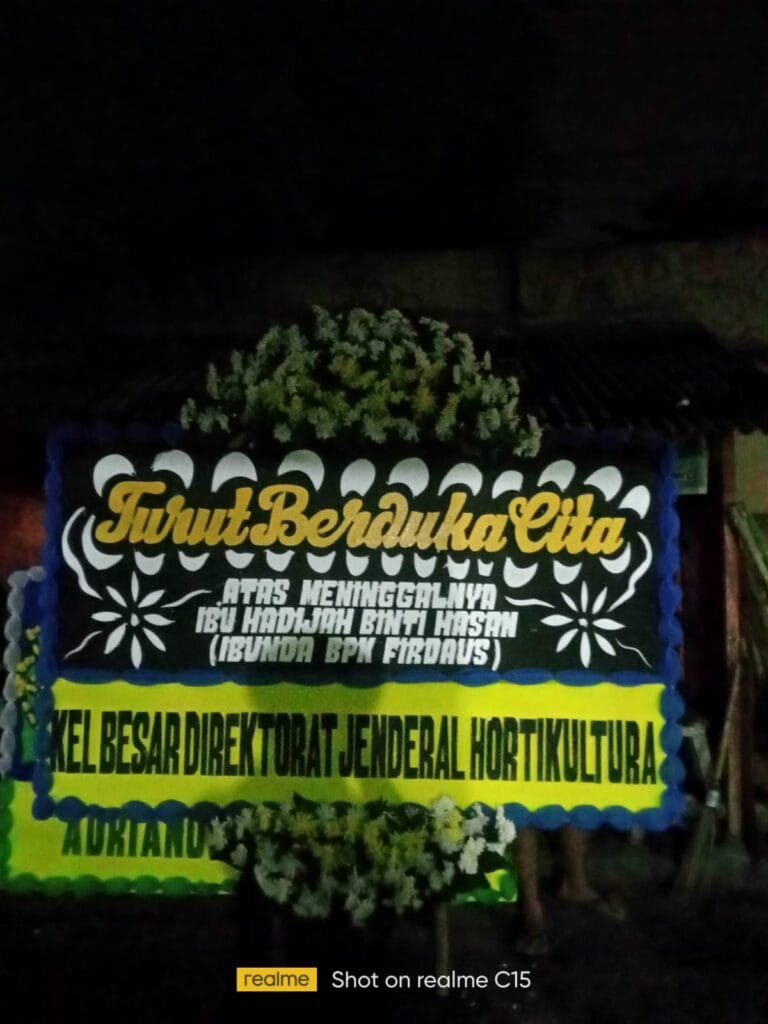 Turut Berduka Cita
ATAS MENINGGALNYA
IBU HADIJAH BINTI HASAN
(IBUNDA BPK FIRDAUS)
KEL BESAR DIREKTORAT JENDERAL HORTIKULTURA
realme Shot on realme C15